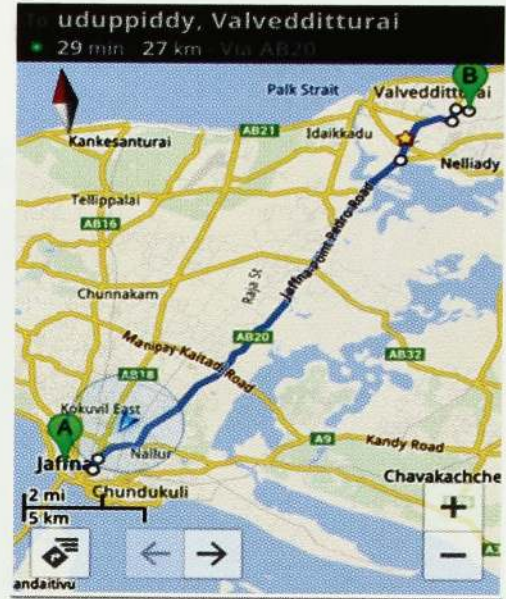 To uduppiddy, Valvedditturai
29 min 27 km Via AB20
B
Palk Strait
Valvedditturai
AB21
Idaikkadu
Kankesanturai
Nelliady
Tellippalai
AB16
Jaffna-Point Pedro Road
Raja St
Chunnakam
AB20
Manipay Kaitadi Road
AB32
AB18
Kokuvil East
A
A9
Kandy Road
Nallur
Jaffna
Chavakachche
Chundukuli
2 mi
5 km
+
−
andaitivu